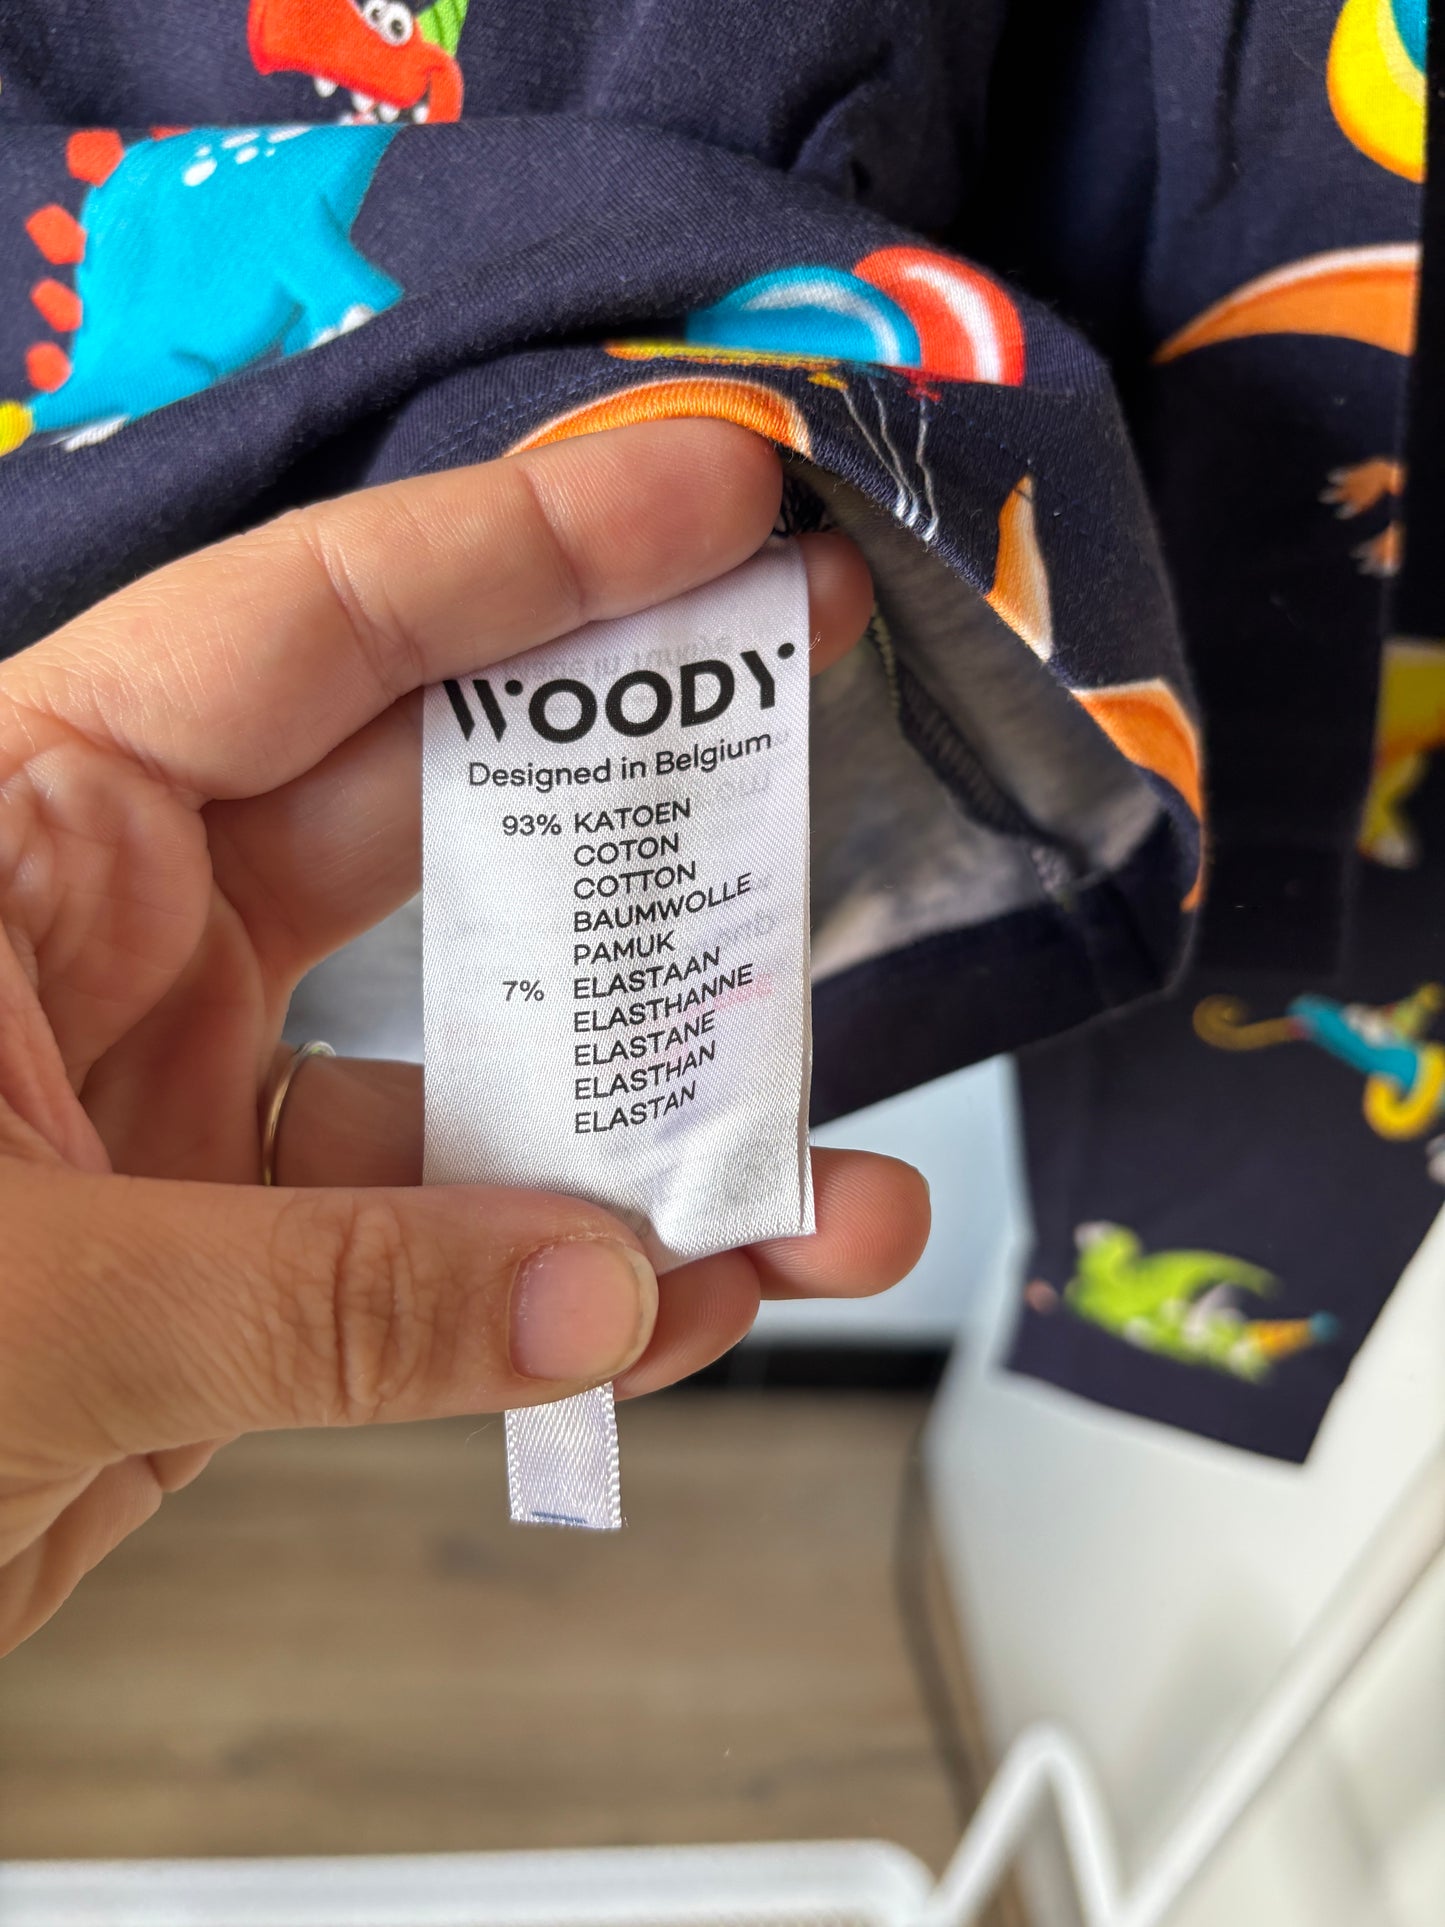 WOODY
Designed in Belgium
93% KATOEN
COTON
COTTON
BAUMWOLLE
PAMUK
7% ELASTAAN
ELASTHANNE
ELASTANE
ELASTHAN
ELASTAN